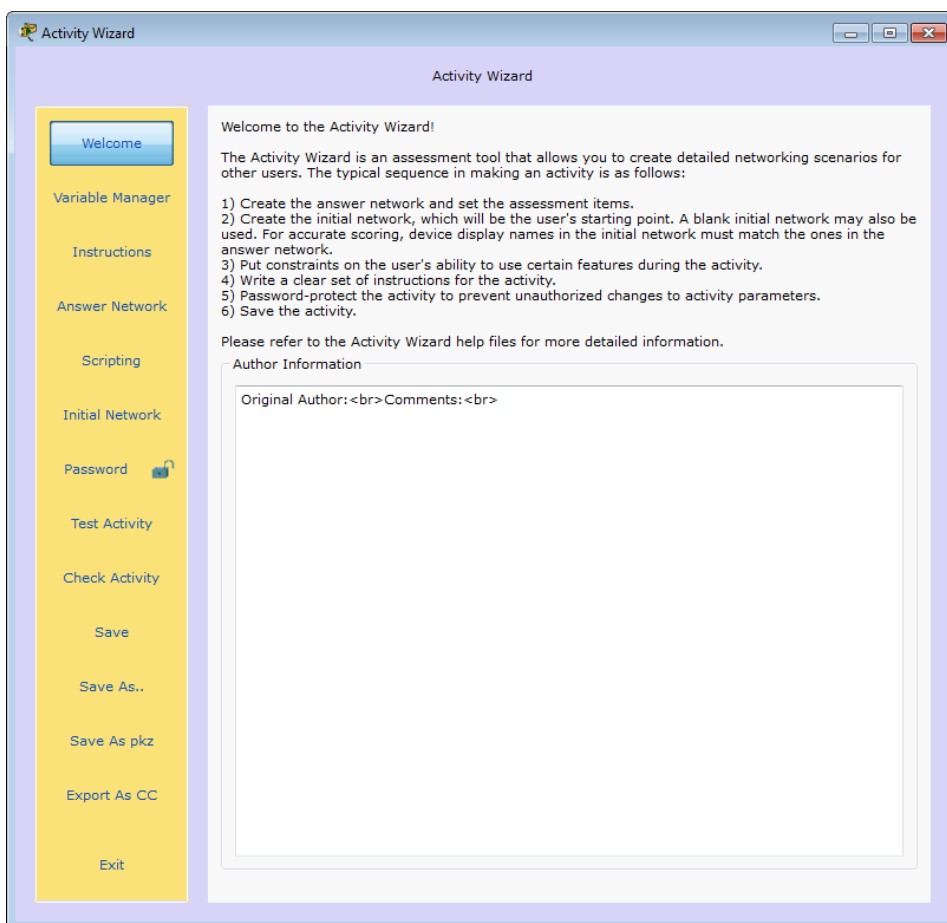 Activity Wizard
Activity Wizard
Welcome
Variable Manager
Instructions
Answer Network
Scripting
Initial Network
Password
Test Activity
Check Activity
Save
Save As..
Save As pkz
Export As CC
Exit
Welcome to the Activity Wizard!
The Activity Wizard is an assessment tool that allows you to create detailed networking scenarios for
other users. The typical sequence in making an activity is as follows:
1) Create the answer network and set the assessment items.
2) Create the initial network, which will be the user's starting point. A blank initial network may also be
used. For accurate scoring, device display names in the initial network must match the ones in the
answer network.
3) Put constraints on the user's ability to use certain features during the activity.
4) Write a clear set of instructions for the activity.
5) Password-protect the activity to prevent unauthorized changes to activity parameters.
6) Save the activity.
Please refer to the Activity Wizard help files for more detailed information.
Author Information
Original Author:<br>Comments:<br>